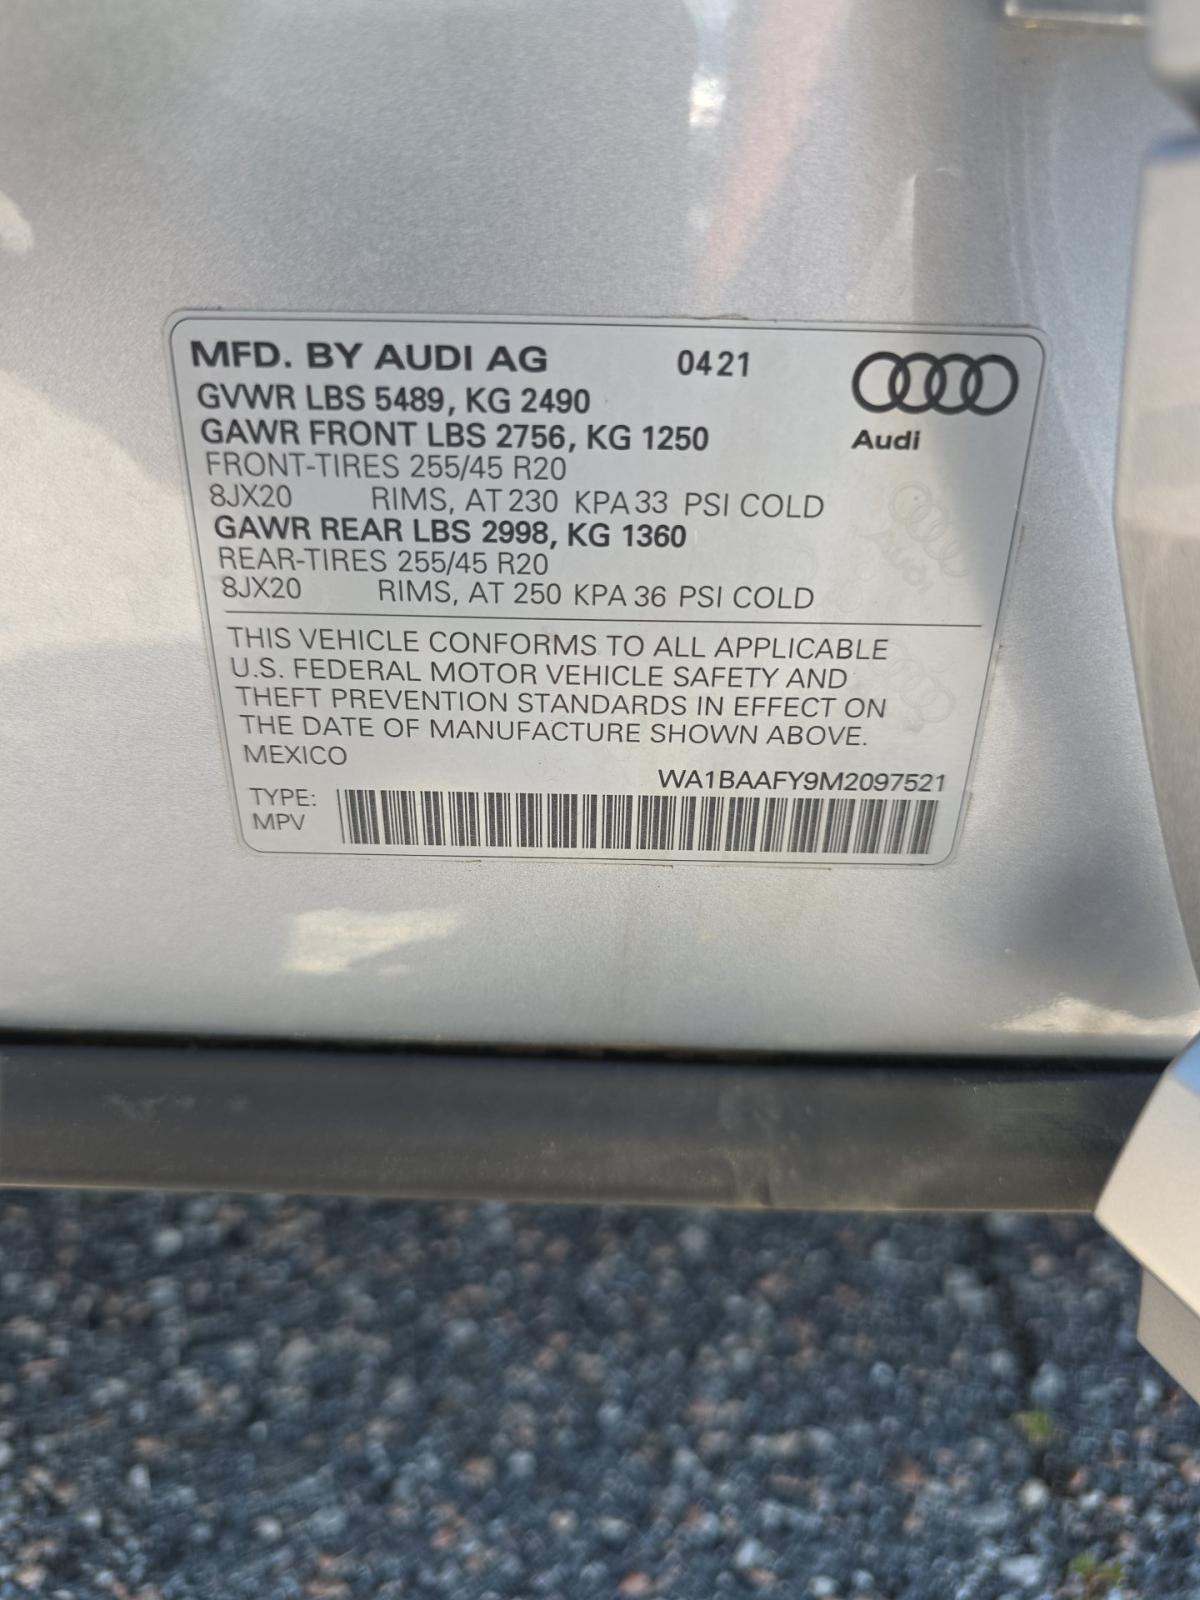 MFD. BY AUDI AG 0421
GVWR LBS 5489, KG 2490
GAWR FRONT LBS 2756, KG 1250
Audi
FRONT-TIRES 255/45 R20
8JX20 RIMS, AT 230 KPA 33 PSI COLD
GAWR REAR LBS 2998, KG 1360
REAR-TIRES 255/45 R20
8JX20 RIMS, AT 250 KPA 36 PSI COLD
THIS VEHICLE CONFORMS TO ALL APPLICABLE
U.S. FEDERAL MOTOR VEHICLE SAFETY AND
THEFT PREVENTION STANDARDS IN EFFECT ON
THE DATE OF MANUFACTURE SHOWN ABOVE.
MEXICO
WA1BAAFY9M2097521
TYPE:
MPV